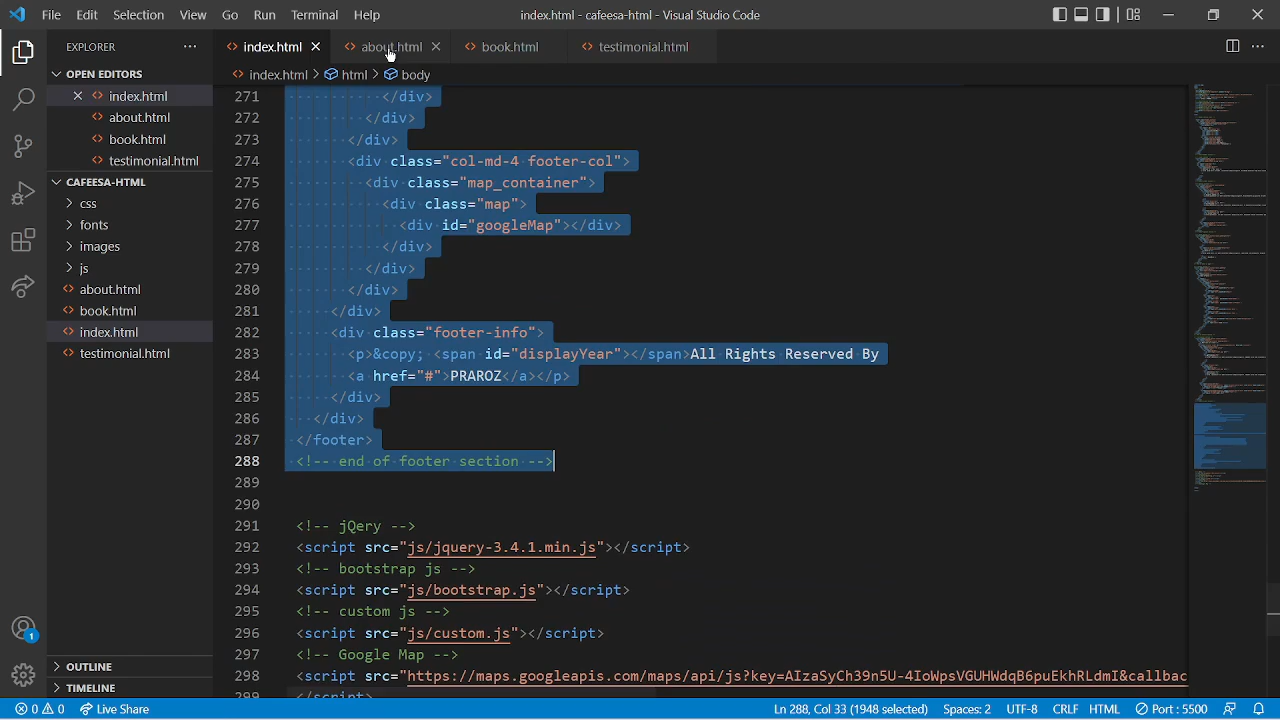 File Edit Selection View Go Run Terminal Help index.html - cafeesa-html - Visual Studio Code
EXPLORER
index.html about.html book.html testimonial.html
OPEN EDITORS
index.html > html > body
index.html
about.html
book.html
testimonial.html
CAFEESA-HTML
css
fonts
images
js
about.html
book.html
index.html
testimonial.html
271 </div>
272 </div>
273 </div>
274 <div class="col-md-4 footer-col">
275 <div class="map_container">
276 <div class="map">
277 <div id="googleMap"></div>
278 </div>
279 </div>
280 </div>
281 </div>
282 <div class="footer-info">
283 <p>&copy; <span id="displayYear"></span>All Rights Reserved By
284 <a href="#">PRAROZ</a></p>
285 </div>
286 </div>
287 </footer>
288 <!-- end of footer section -->
289
290
291 <!-- jQery -->
292 <script src="js/jquery-3.4.1.min.js"></script>
293 <!-- bootstrap js -->
294 <script src="js/bootstrap.js"></script>
295 <!-- custom js -->
296 <script src="js/custom.js"></script>
297 <!-- Google Map -->
298 <script src="https://maps.googleapis.com/maps/api/js?key=AIzaSyCh39n5U-4IoWpsVGUHWdqB6puEkhRLdmI&callbac
299 </script>
OUTLINE
TIMELINE
1
0 0 Live Share Ln 288, Col 33 (1948 selected) Spaces: 2 UTF-8 CRLF HTML Port : 5500